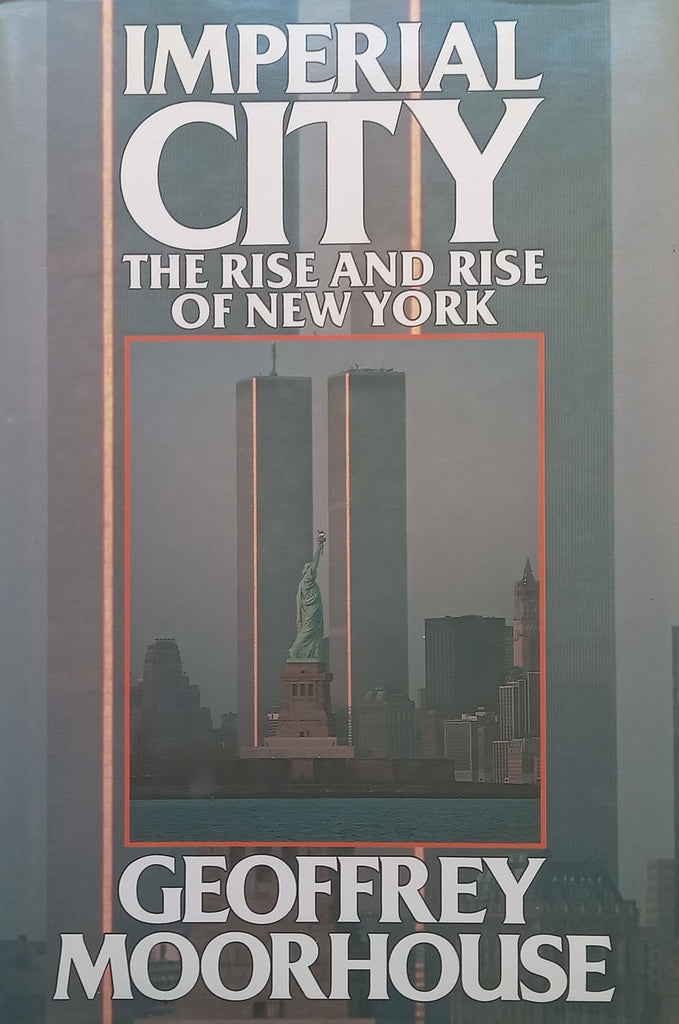 IMPERIAL
CITY
THE RISE AND RISE
OF NEW YORK
GEOFFREY
MOORHOUSE